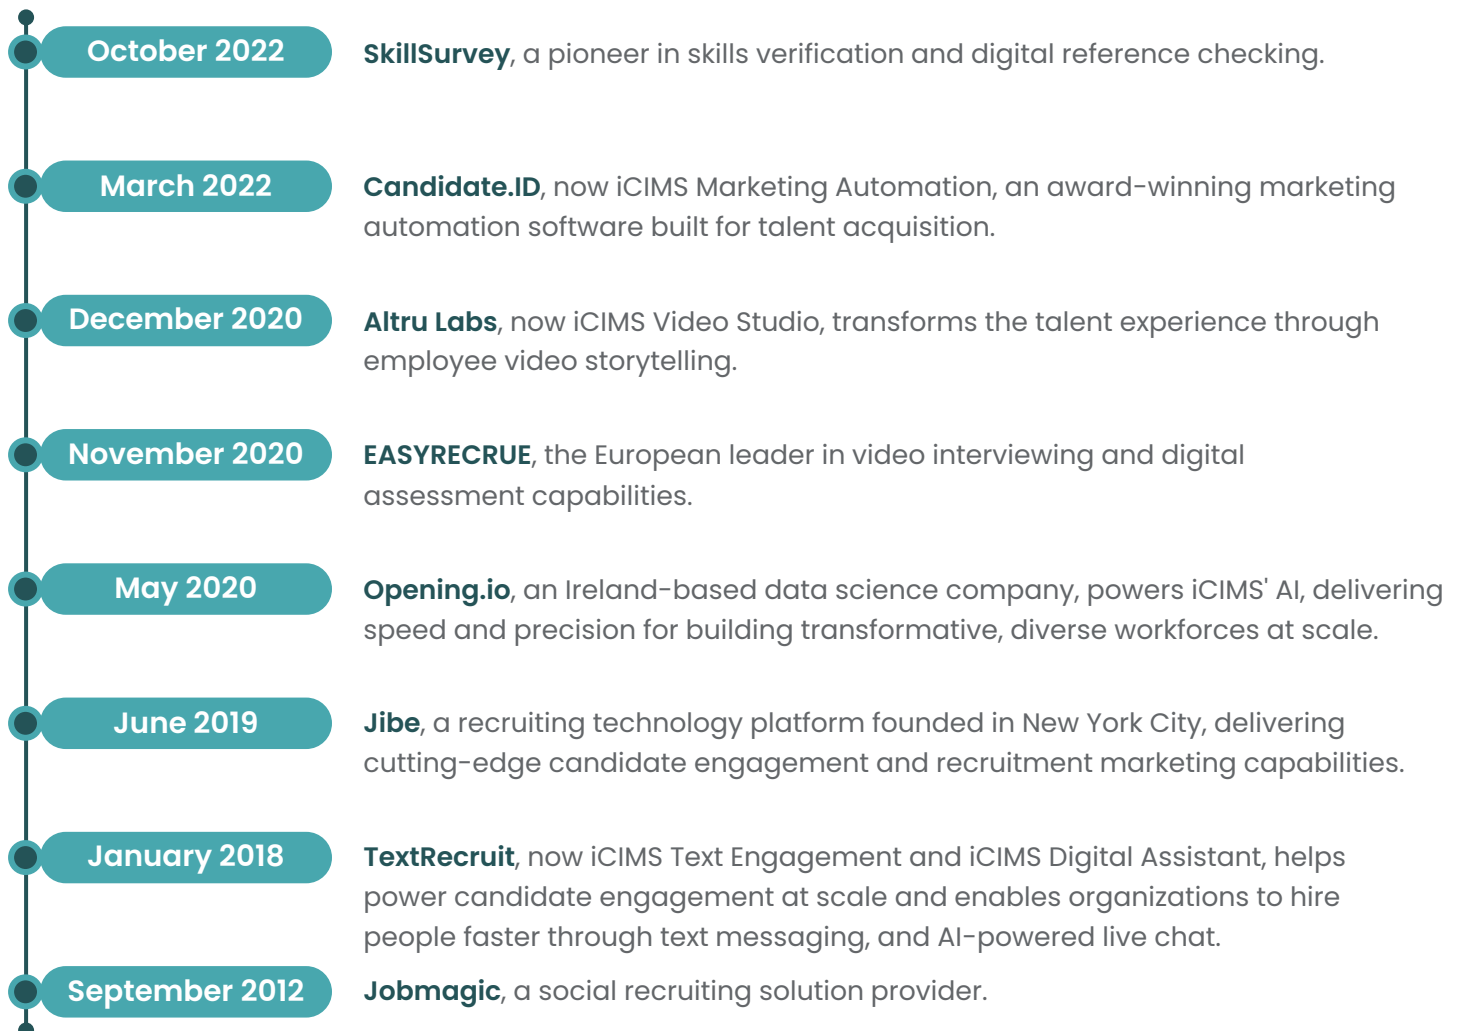 October 2022
SkillSurvey, a pioneer in skills verification and digital reference checking.
March 2022
Candidate.ID, now iCIMS Marketing Automation, an award-winning marketing
automation software built for talent acquisition.
December 2020
Altru Labs, now iCIMS Video Studio, transforms the talent experience through
employee video storytelling.
November 2020
EASYRECRUE, the European leader in video interviewing and digital
assessment capabilities.
May 2020
Opening.io, an Ireland-based data science company, powers iCIMS' AI, delivering
speed and precision for building transformative, diverse workforces at scale.
June 2019
Jibe, a recruiting technology platform founded in New York City, delivering
cutting-edge candidate engagement and recruitment marketing capabilities.
January 2018
TextRecruit, now iCIMS Text Engagement and iCIMS Digital Assistant, helps
power candidate engagement at scale and enables organizations to hire
people faster through text messaging, and AI-powered live chat.
September 2012
Jobmagic, a social recruiting solution provider.